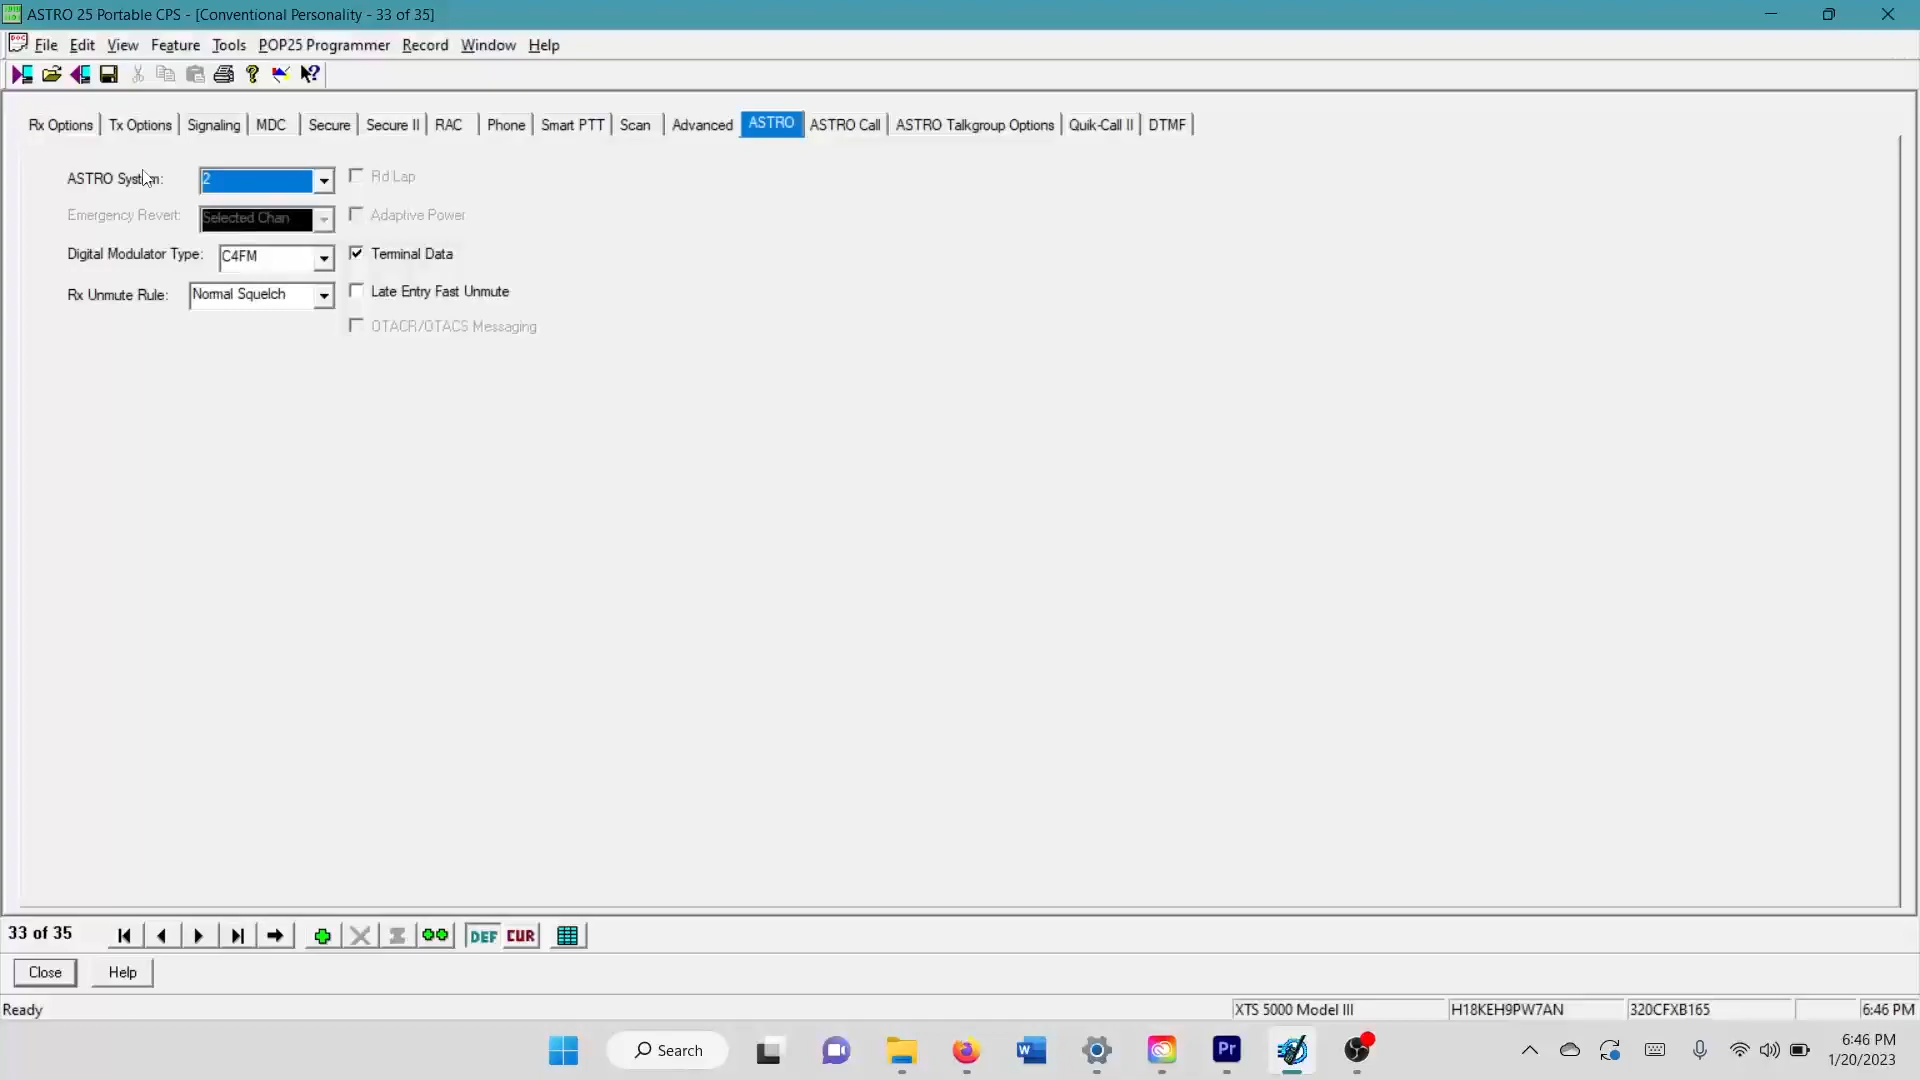 ASTRO 25 Portable CPS - [Conventional Personality - 33 of 35]
File Edit View Feature Tools POP25 Programmer Record Window Help
Rx Options Tx Options Signaling MDC Secure Secure II RAC Phone Smart PTT Scan Advanced ASTRO ASTRO Call ASTRO Talkgroup Options Quik-Call II DTMF
ASTRO System: 2 Rd Lap
Emergency Revert: Selected Chan Adaptive Power
Digital Modulator Type: C4FM Terminal Data
Rx Unmute Rule: Normal Squelch Late Entry Fast Unmute
OTACR/OTACS Messaging
33 of 35 DEF CUR
Close Help
Ready XTS 5000 Model III H18KEH9PW7AN 320CFXB165 6:46 PM
Search W Pr 6:46 PM
1/20/2023